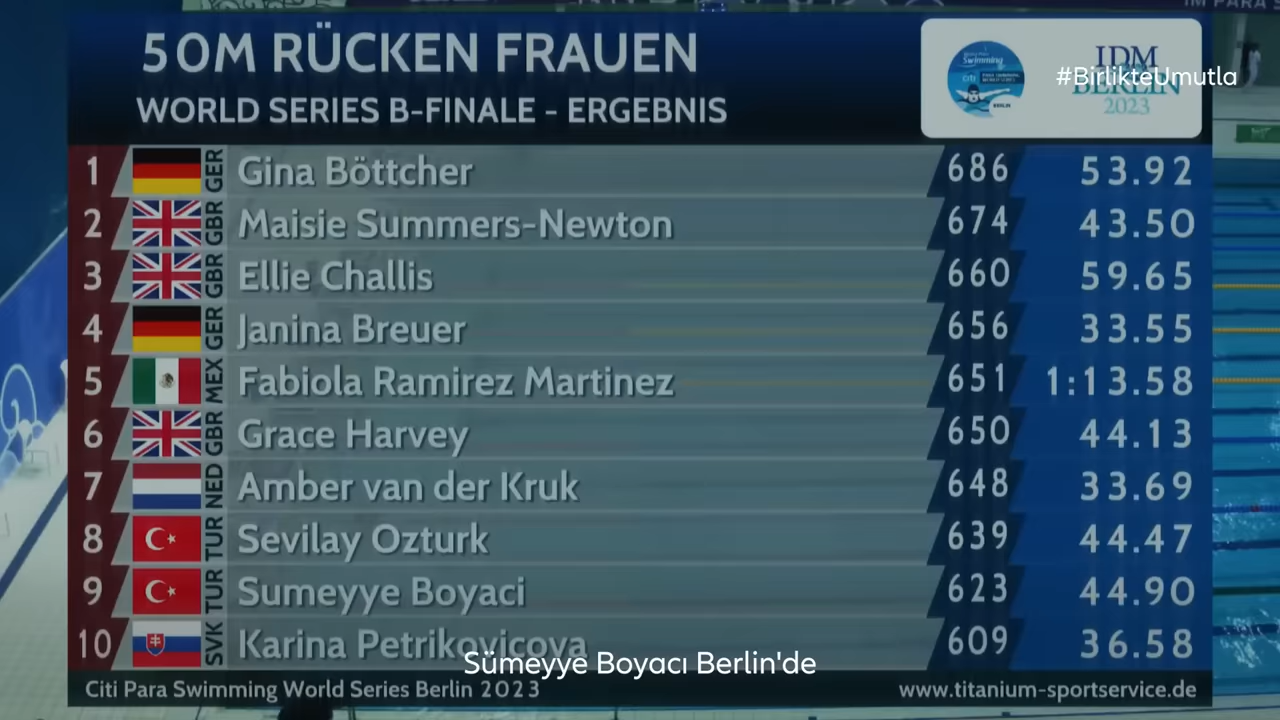 IM PARA S
50M RÜCKEN FRAUEN
WORLD SERIES B-FINALE - ERGEBNIS
Swimming
citi
BERLIN
IDM
BERLIN
2023
#BirlikteUmutla
1 GER Gina Böttcher 686 53.92
2 GBR Maisie Summers-Newton 674 43.50
3 GBR Ellie Challis 660 59.65
4 GER Janina Breuer 656 33.55
5 MEX Fabiola Ramirez Martinez 651 1:13.58
6 GBR Grace Harvey 650 44.13
7 NED Amber van der Kruk 648 33.69
8 TUR Sevilay Ozturk 639 44.47
9 TUR Sumeyye Boyaci 623 44.90
10 SVK Karina Petrikovicova 609 36.58
Sümeyye Boyacı Berlin'de
Citi Para Swimming World Series Berlin 2023 www.titanium-sportservice.de